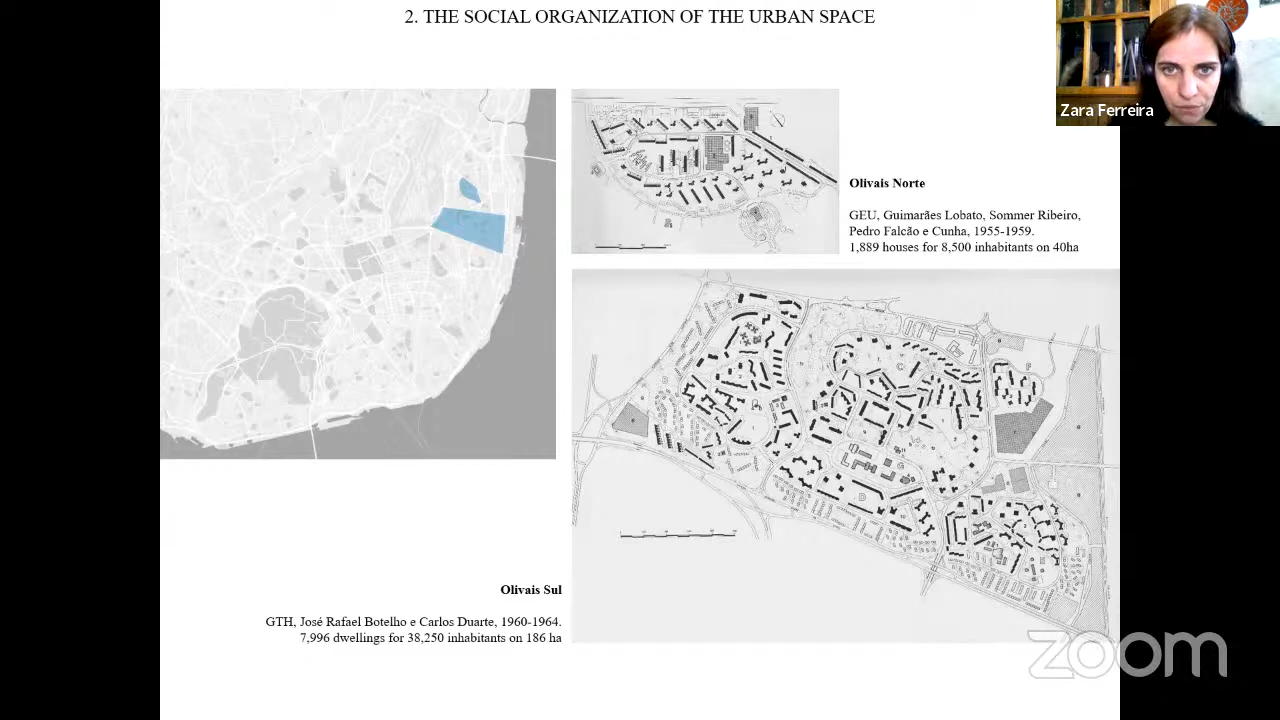 2. THE SOCIAL ORGANIZATION OF THE URBAN SPACE
Zara Ferreira
Olivais Norte
GEU, Guimarães Lobato, Sommer Ribeiro,
Pedro Falcão e Cunha, 1955-1959.
1,889 houses for 8,500 inhabitants on 40ha
Olivais Sul
GTH, José Rafael Botelho e Carlos Duarte, 1960-1964.
7,996 dwellings for 38,250 inhabitants on 186 ha
zoom